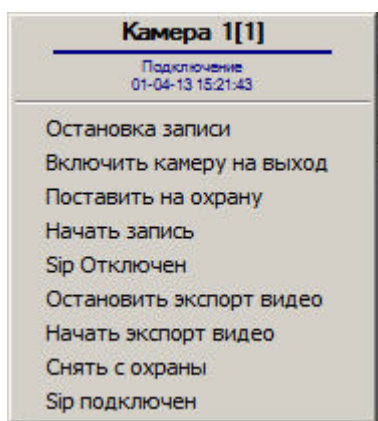 Камера 1[1]
Подключение
01-04-13 15:21:43
Остановка записи
Включить камеру на выход
Поставить на охрану
Начать запись
Sip Отключен
Остановить экспорт видео
Начать экспорт видео
Снять с охраны
Sip подключен